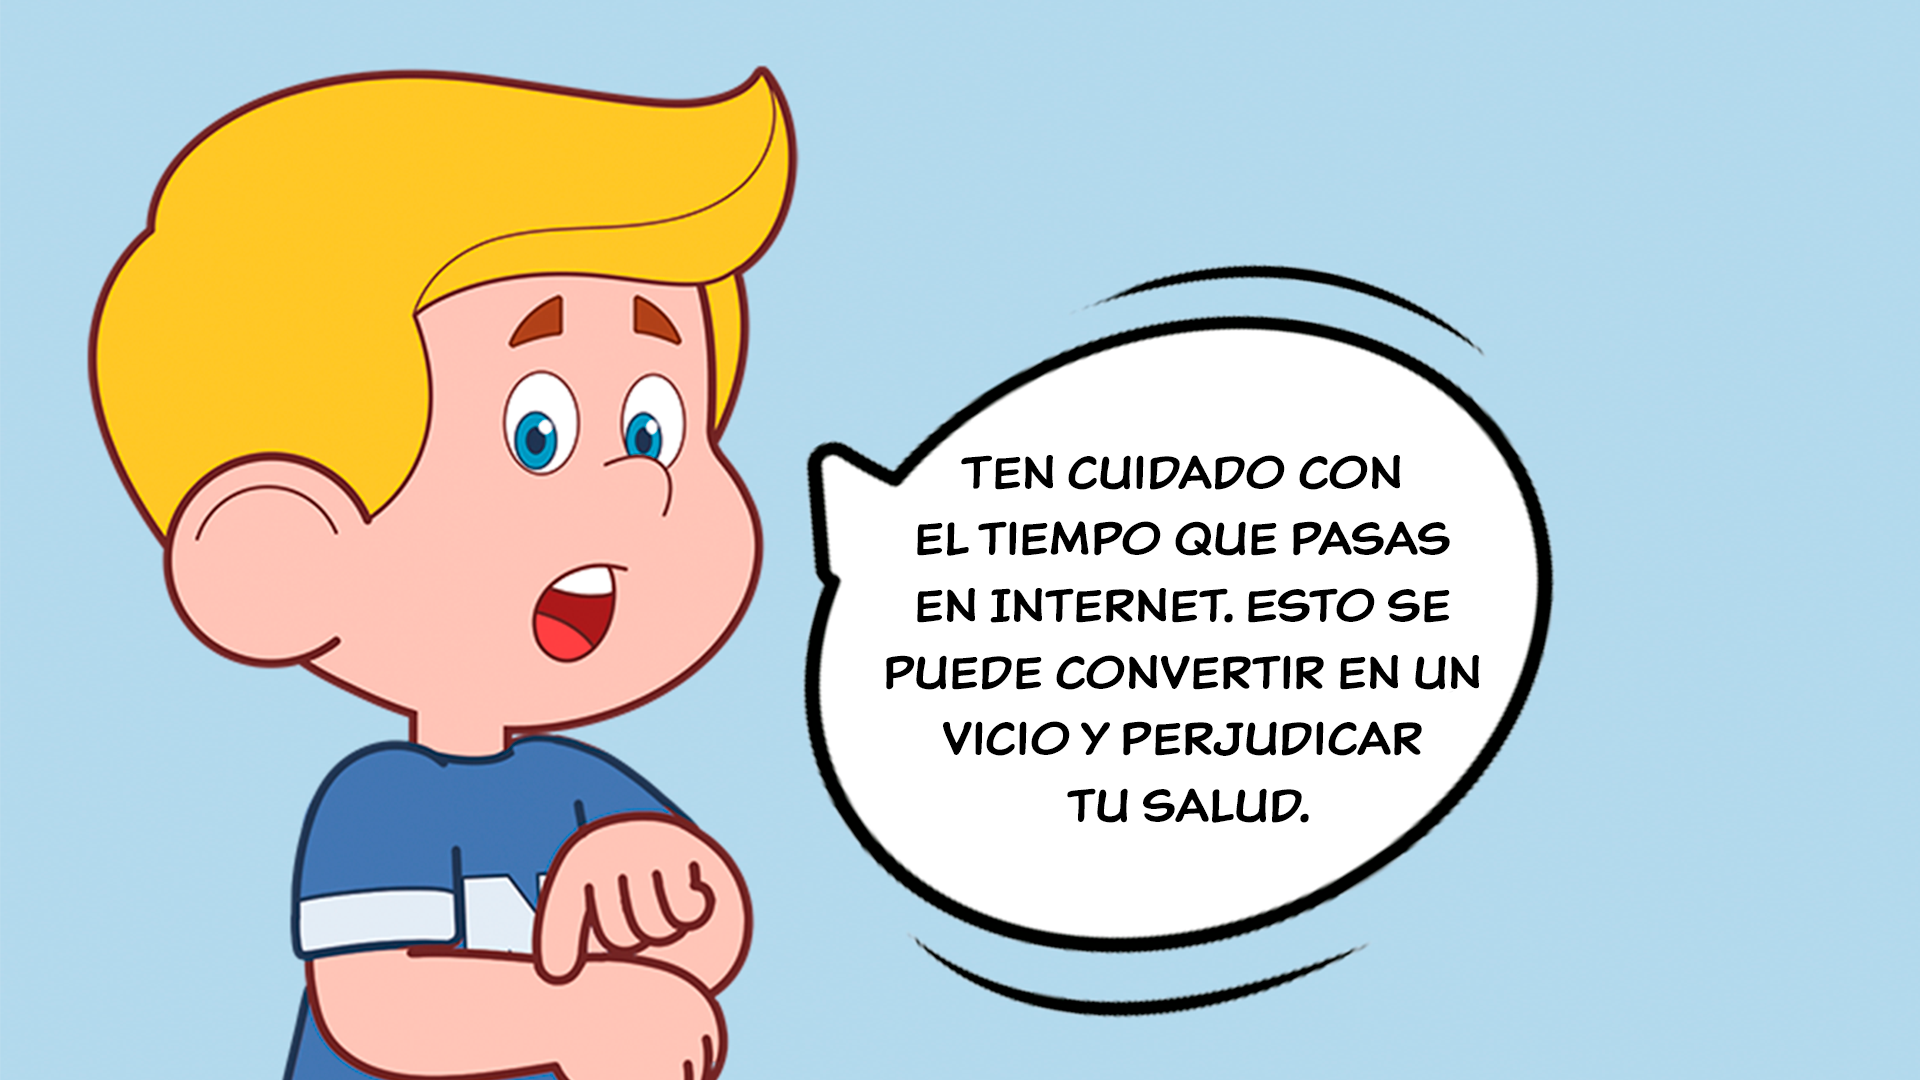 TEN CUIDADO CON
EL TIEMPO QUE PASAS
EN INTERNET. ESTO SE
PUEDE CONVERTIR EN UN
VICIO Y PERJUDICAR
TU SALUD.